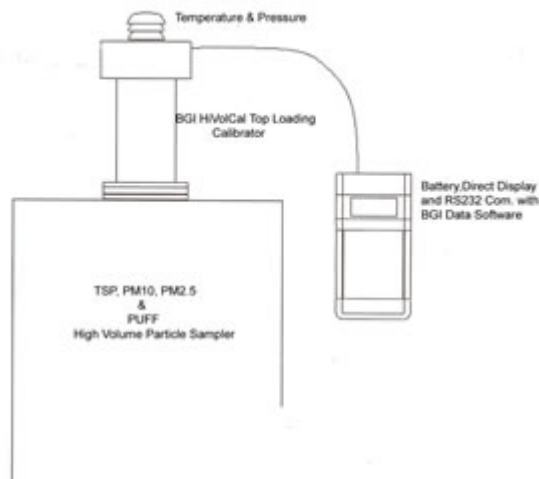 Temperature & Pressure
BGI HiVolCal Top Loading
Calibrator
Battery,Direct Display
and RS232 Com. with
BGI Data Software
TSP, PM10, PM2.5
&
PUFF
High Volume Particle Sampler